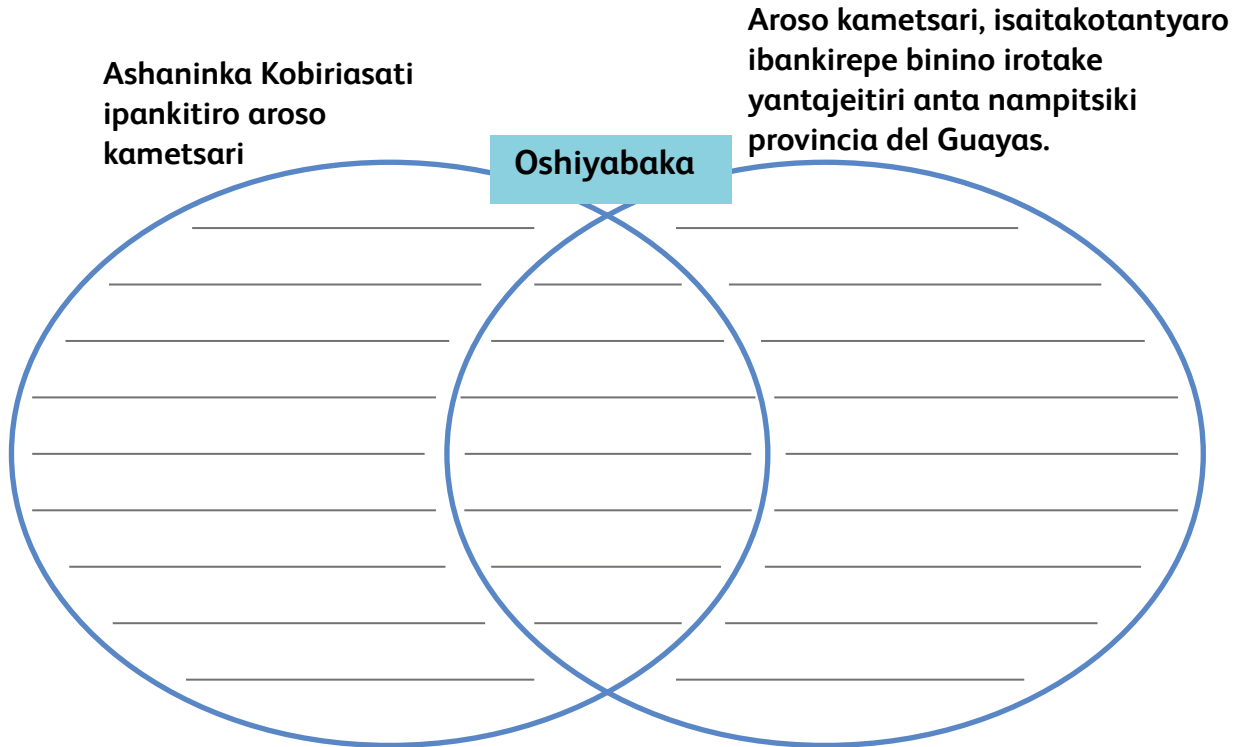 Ashaninka Kobiriasati
ipankitiro aroso
kametsari
Oshiyabaka
Aroso kametsari, isaitakotantyaro
ibankirepe binino irotake
yantajeitiri anta nampitsiki
provincia del Guayas.